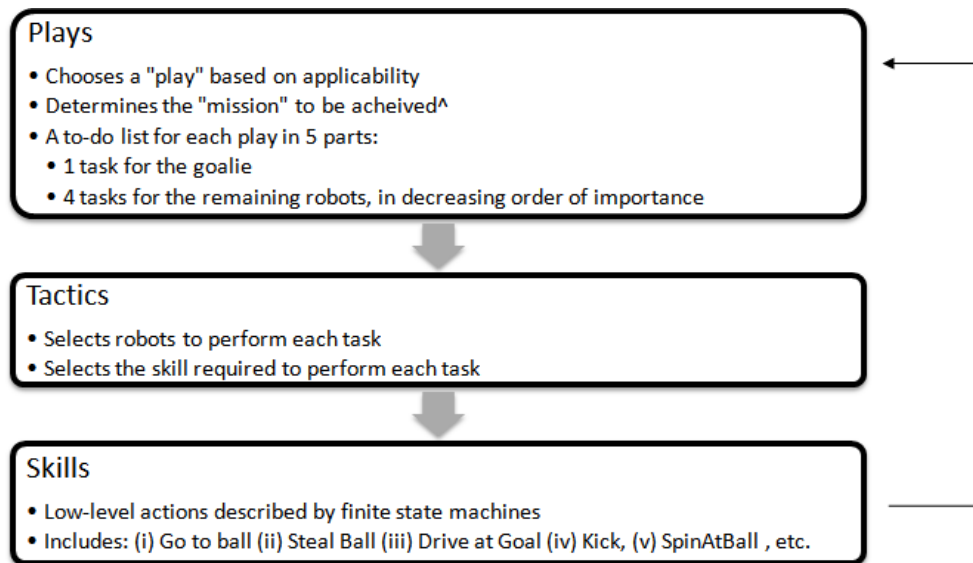 Plays
• Chooses a "play" based on applicability
• Determines the "mission" to be acheived^
• A to-do list for each play in 5 parts:
• 1 task for the goalie
• 4 tasks for the remaining robots, in decreasing order of importance
Tactics
• Selects robots to perform each task
• Selects the skill required to perform each task
Skills
• Low-level actions described by finite state machines
• Includes: (i) Go to ball (ii) Steal Ball (iii) Drive at Goal (iv) Kick, (v) SpinAtBall , etc.